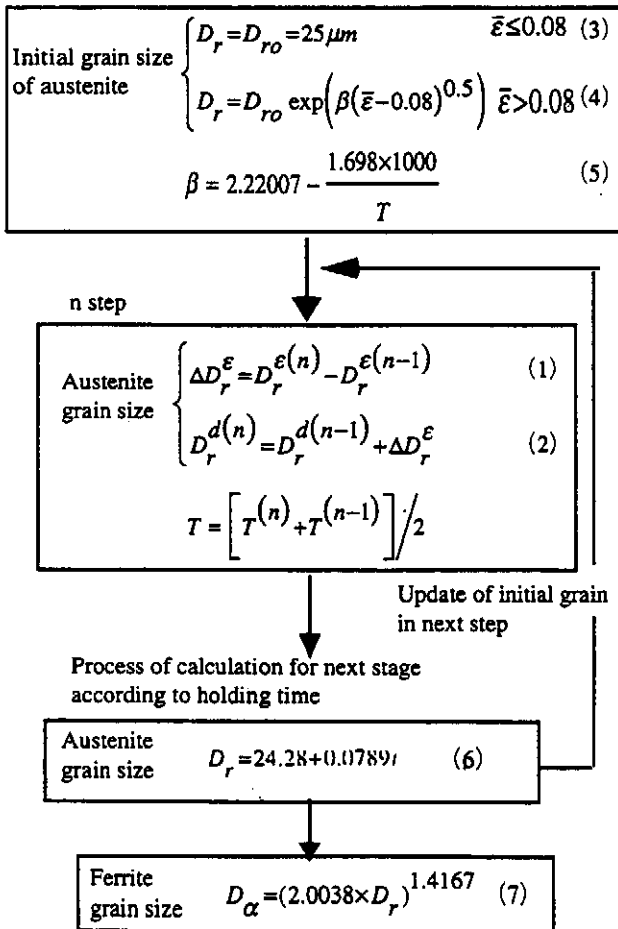 Initial grain size of austenite
D_r = D_ro = 25μm ε̄≤0.08 (3)
D_r = D_ro exp(β(ε̄−0.08)^0.5) ε̄>0.08 (4)
β = 2.22007 − 1.698×1000 / T (5)
n step
Austenite grain size
ΔD_r^ε = D_r^ε(n) − D_r^ε(n−1) (1)
D_r^d(n) = D_r^d(n−1) + ΔD_r^ε (2)
T = [T^(n) + T^(n−1)]/2
Update of initial grain
in next step
Process of calculation for next stage
according to holding time
Austenite
grain size D_r = 24.28+0.0789t (6)
Ferrite
grain size D_α = (2.0038×D_r)^1.4167 (7)